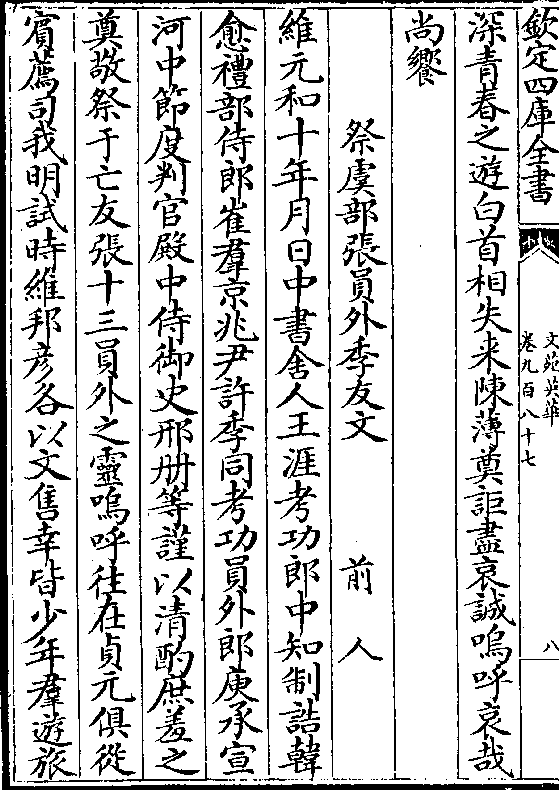 欽定四庫全書
文苑英華
卷九百八十七
八
深青春之遊白首相失来陳薄奠詎盡哀誠嗚呼哀哉
尚饗
祭虞部張員外季友文 前人
維元和十年月日中書舍人王涯考功郎中知制誥韓
愈禮部侍郎崔羣京兆尹許季同考功員外郎庾承宣
河中節度判官殿中侍御史邢冊等謹以清酌庶羞之
奠敬祭于亡友張十三員外之靈嗚呼往在貞元俱從
賔薦司我明試時維邦彥各以文售幸皆少年羣遊旅